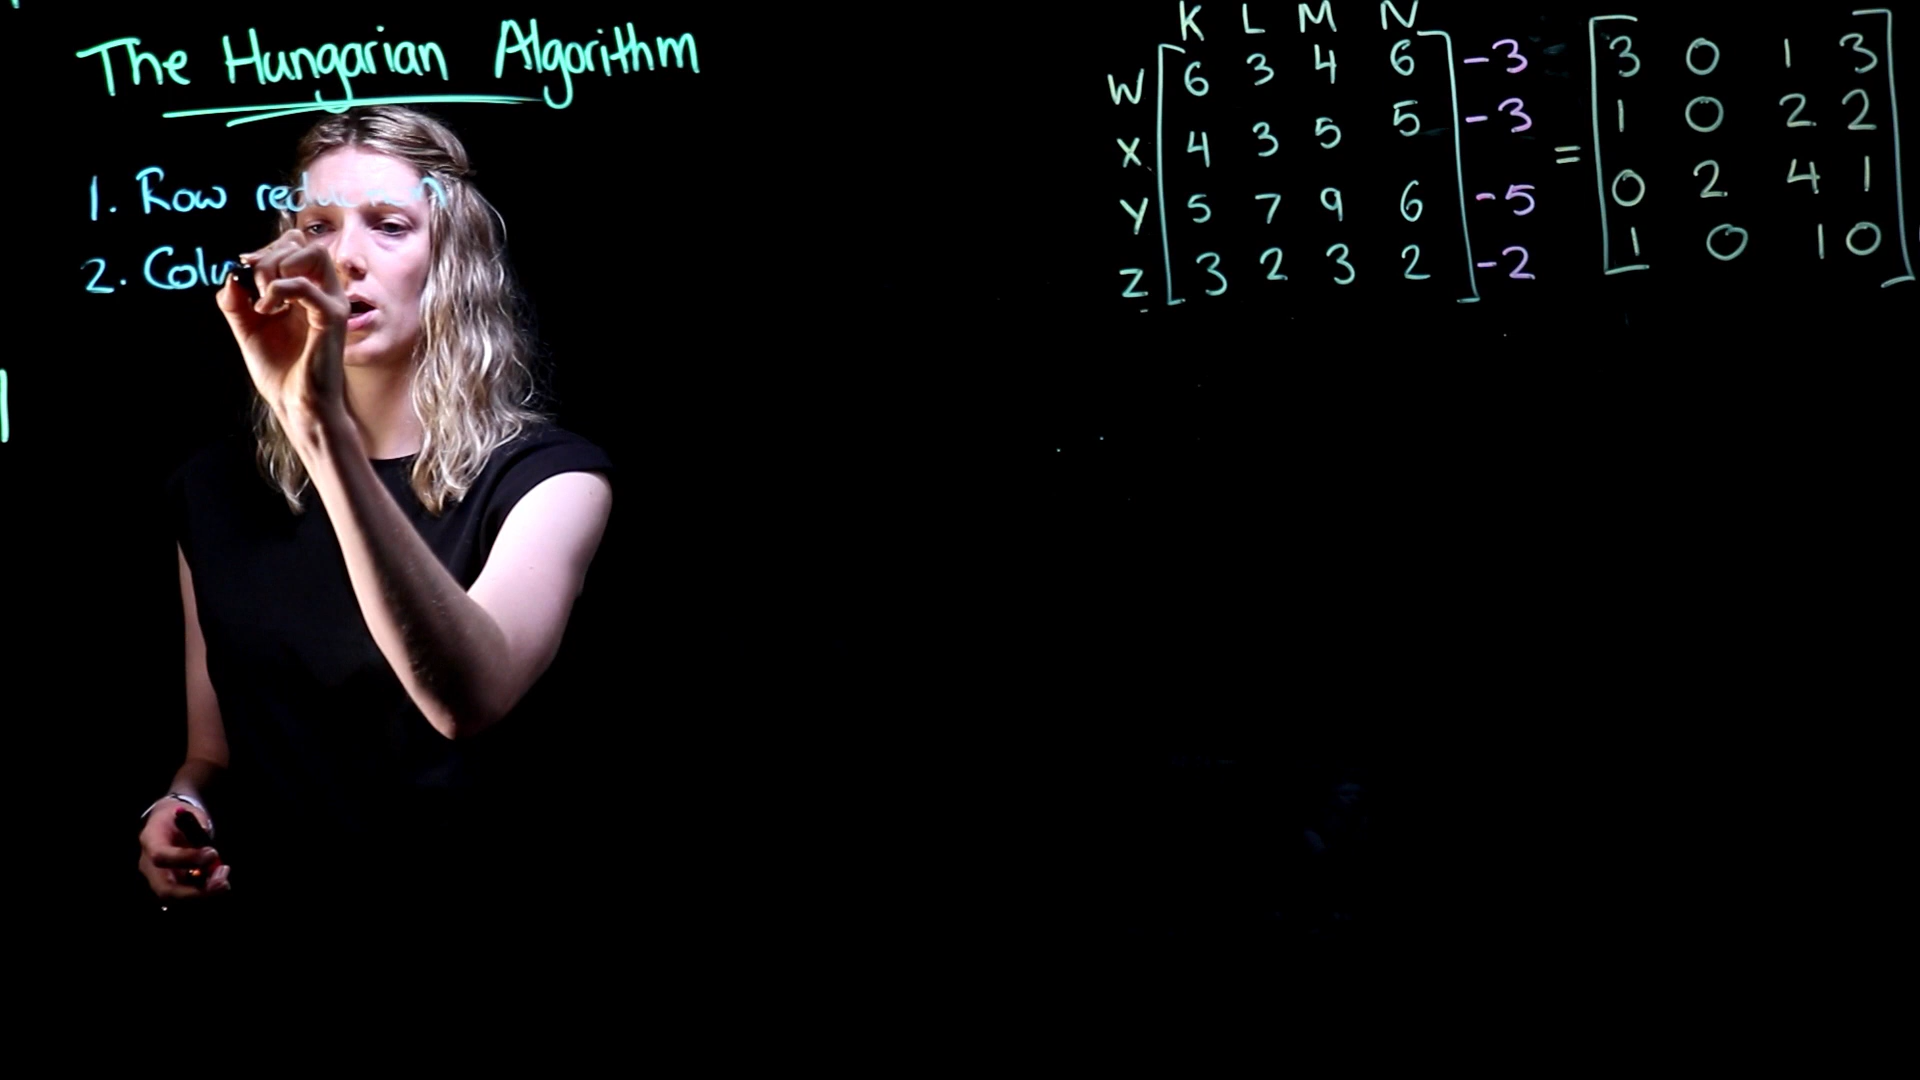 The Hungarian Algorithm
1. Row reduction
2. Colu
K L M N
W 6 3 4 6 -3
X 4 3 5 5 -3
Y 5 7 9 6 -5
Z 3 2 3 2 -2
=
3 0 1 3
1 0 2 2
0 2 4 1
1 0 1 0